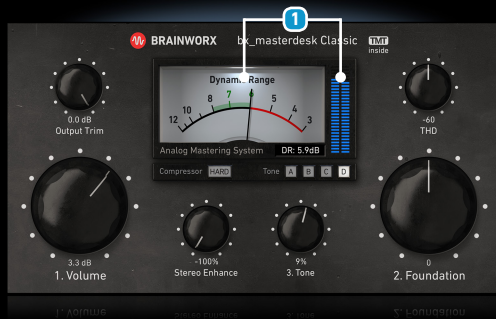 1
BRAINWORX bx_masterdesk Classic TMT
inside
Dynamic Range
12 10 8 7 6 5 4 3
Analog Mastering System DR: 5.9dB
Compressor HARD Tone A B C D
0.0 dB
Output Trim
-60
THD
3.3 dB
1. Volume
-100%
Stereo Enhance
9%
3. Tone
0
2. Foundation